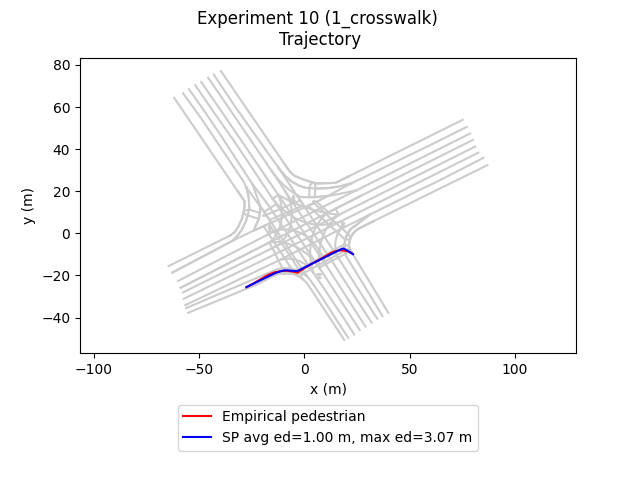 Experiment 10 (1_crosswalk)
Trajectory
80
60
40
20
0
−20
−40
y (m)
−100
−50
0
50
100
x (m)
Empirical pedestrian
SP avg ed=1.00 m, max ed=3.07 m